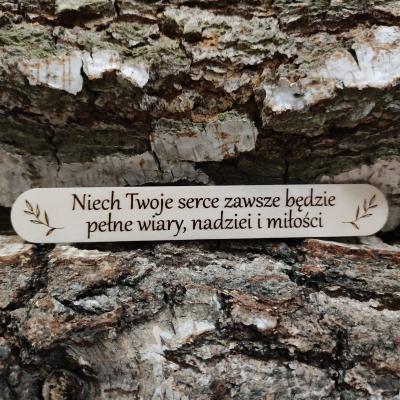 Niech Twoje serce zawsze będzie
pełne wiary, nadziei i miłości